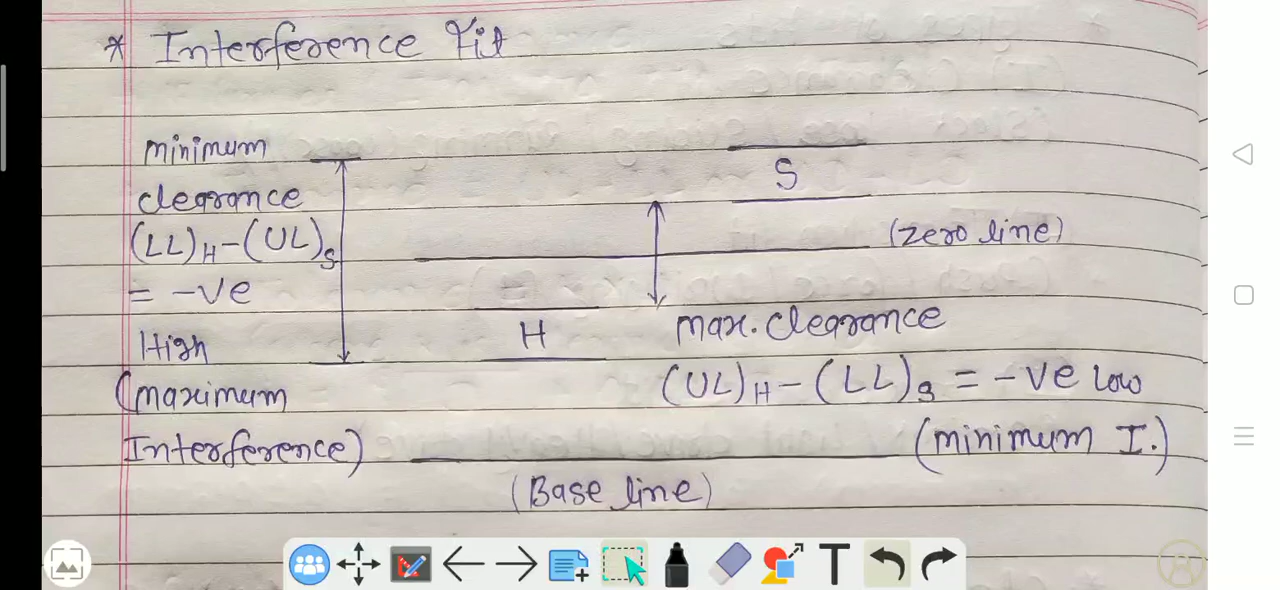 * Interference Fit
minimum
clearance
(LL)H-(UL)S
= -ve
High
(maximum
Interference)
S
(zero line)
H
max. clearance
(UL)H-(LL)S = -ve Low
(minimum I.)
(Base line)
T